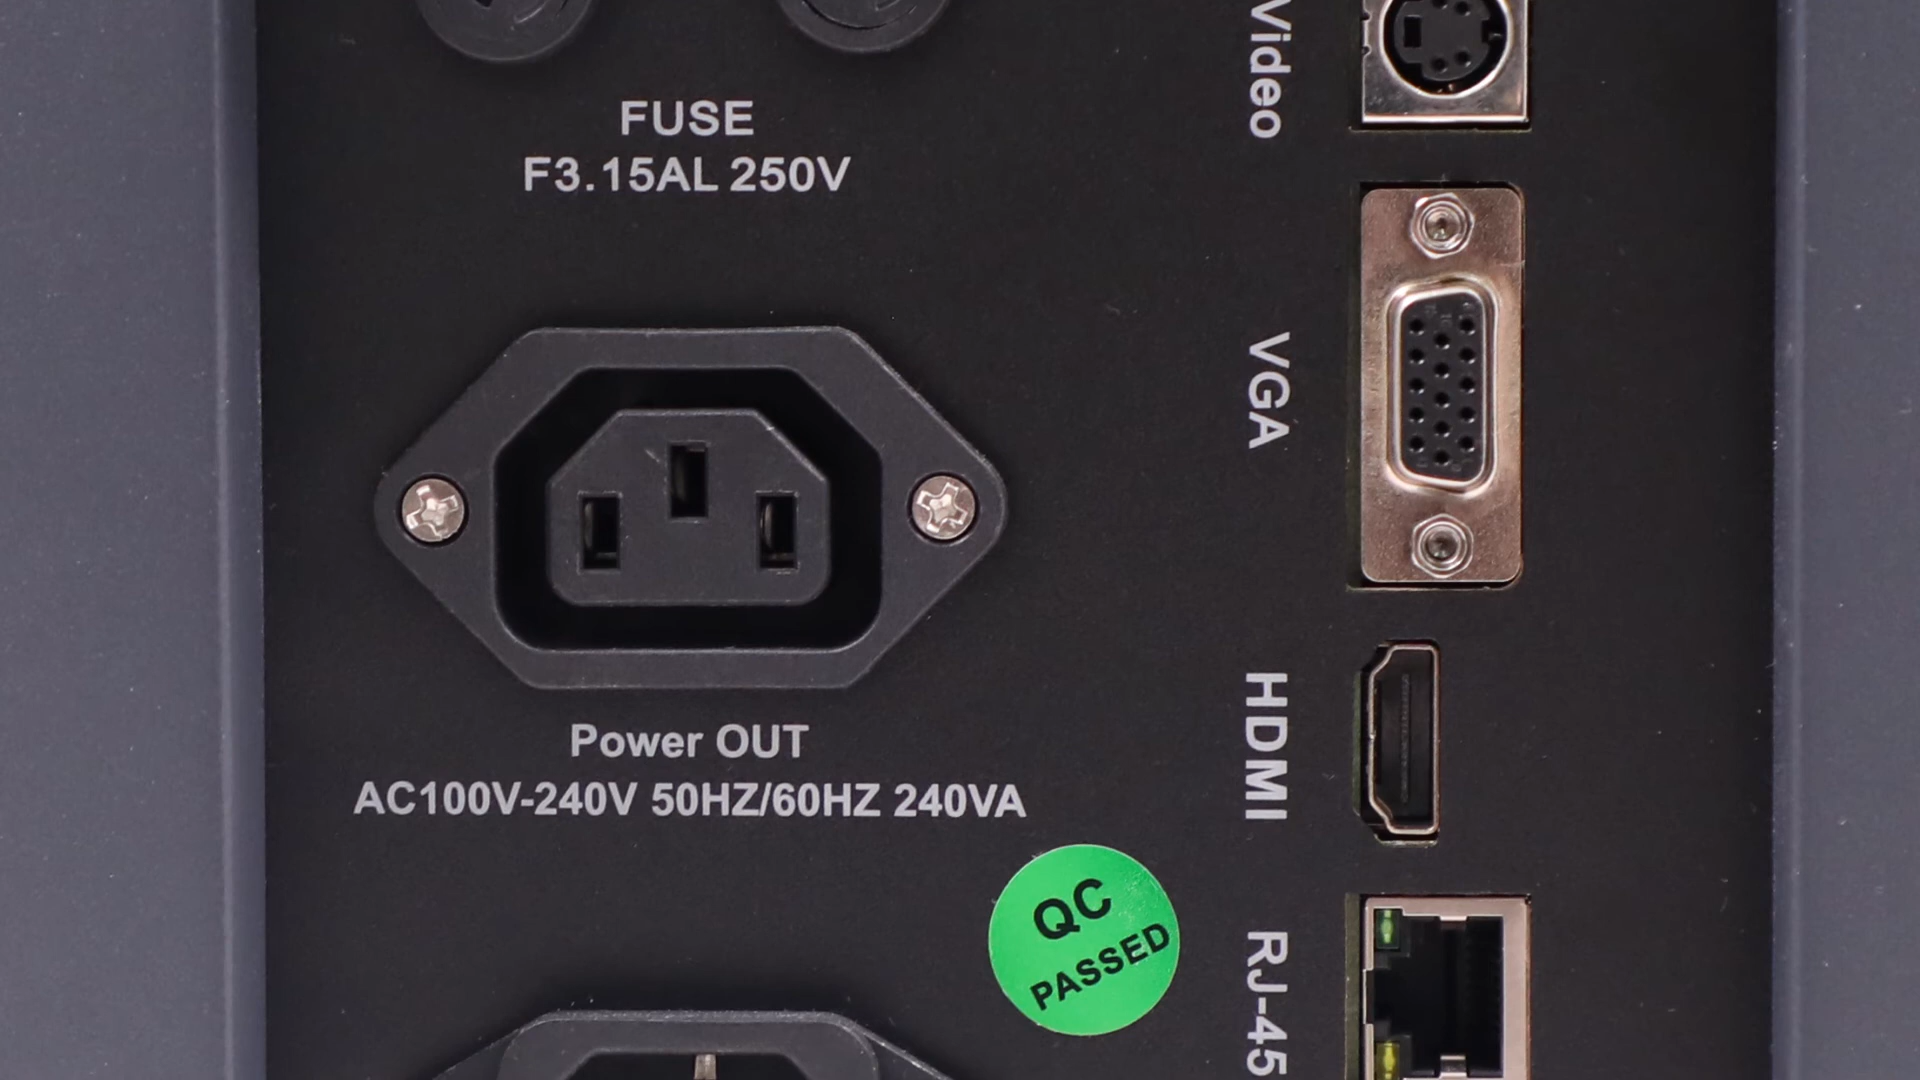 FUSE
F3.15AL 250V
Power OUT
AC100V-240V 50HZ/60HZ 240VA
QC
PASSED
Video
VGA
HDMI
RJ-45